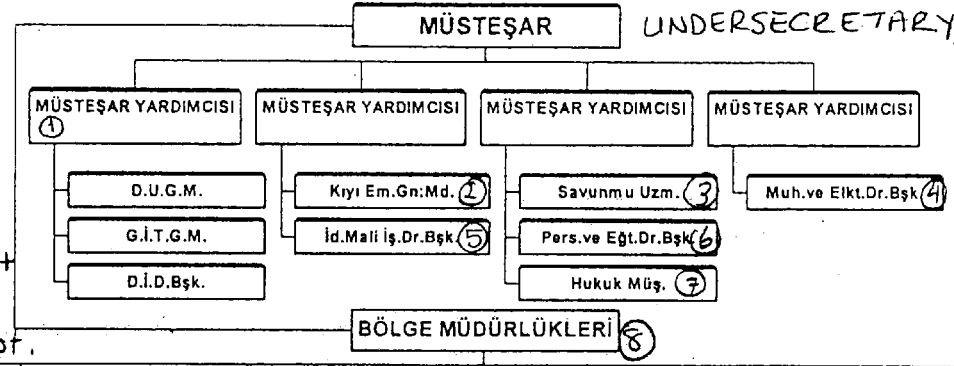 MÜSTEŞAR
UNDERSECRETARY
MÜSTEŞAR YARDIMCISI
1
MÜSTEŞAR YARDIMCISI
MÜSTEŞAR YARDIMCISI
MÜSTEŞAR YARDIMCISI
D.U.G.M.
G.İ.T.G.M.
D.İ.D.Bşk.
Kıyı Em.Gn:Md. 2
İd.Mali İş.Dr.Bşk. 5
Savunmu Uzm. 3
Pers.ve Eğt.Dr.Bşk. 6
Hukuk Müş. 7
Muh.ve Elkt.Dr.Bşk 4
+
BÖLGE MÜDÜRLÜKLERİ 8